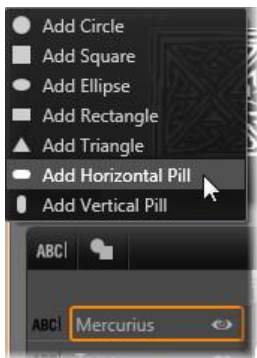 Add Circle
Add Square
Add Ellipse
Add Rectangle
Add Triangle
Add Horizontal Pill
Add Vertical Pill
ABC
ABC Mercurius